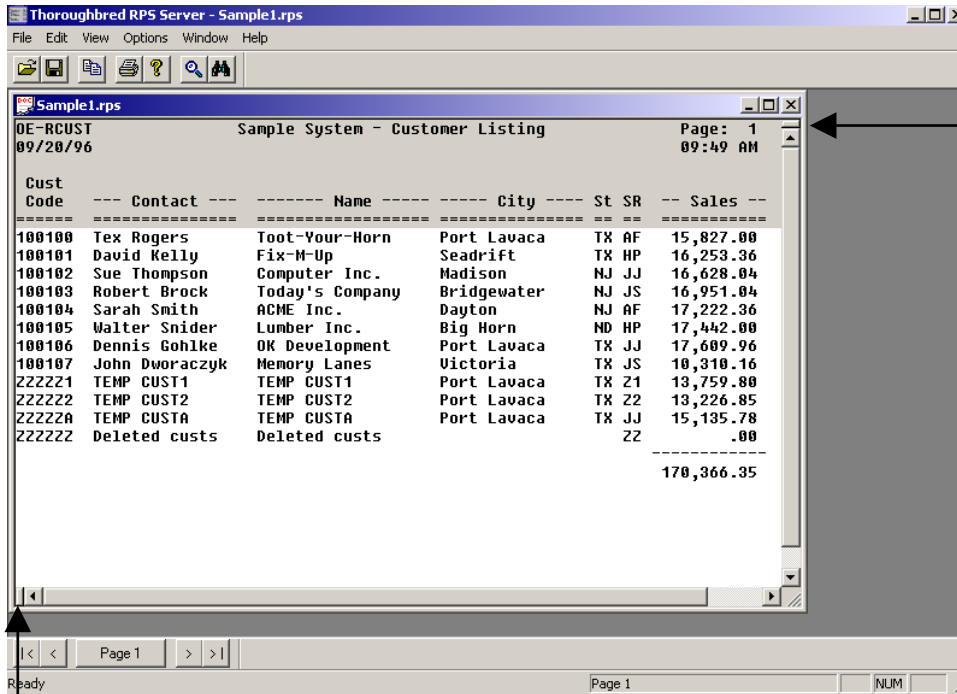 Thoroughbred RPS Server - Sample1.rps
File Edit View Options Window Help
Sample1.rps
OE-RCUST Sample System - Customer Listing Page: 1
09/20/96 09:49 AM
Cust
Code --- Contact --- ------- Name ----- ----- City ---- St SR -- Sales --
====== =============== ================== =============== == == ===========
100100 Tex Rogers Toot-Your-Horn Port Lavaca TX AF 15,827.00
100101 David Kelly Fix-M-Up Seadrift TX HP 16,253.36
100102 Sue Thompson Computer Inc. Madison NJ JJ 16,628.04
100103 Robert Brock Today's Company Bridgewater NJ JS 16,951.04
100104 Sarah Smith ACME Inc. Dayton NJ AF 17,222.36
100105 Walter Snider Lumber Inc. Big Horn ND HP 17,442.00
100106 Dennis Gohlke OK Development Port Lavaca TX JJ 17,609.96
100107 John Dworaczyk Memory Lanes Victoria TX JS 10,310.16
ZZZZZ1 TEMP CUST1 TEMP CUST1 Port Lavaca TX Z1 13,759.80
ZZZZZ2 TEMP CUST2 TEMP CUST2 Port Lavaca TX Z2 13,226.85
ZZZZZA TEMP CUSTA TEMP CUSTA Port Lavaca TX JJ 15,135.78
ZZZZZZ Deleted custs Deleted custs ZZ .00
------------
170,366.35
|< < Page 1 > >|
Ready Page 1 NUM